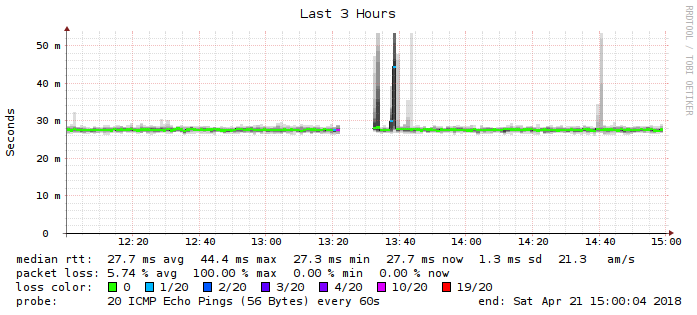 Last 3 Hours
RRDTOOL / TOBI OETIKER
Seconds
50 m
40 m
30 m
20 m
10 m
0
12:20 12:40 13:00 13:20 13:40 14:00 14:20 14:40 15:00
median rtt: 27.7 ms avg 44.4 ms max 27.3 ms min 27.7 ms now 1.3 ms sd 21.3 am/s
packet loss: 5.74 % avg 100.00 % max 0.00 % min 0.00 % now
loss color: 0 1/20 2/20 3/20 4/20 10/20 19/20
probe: 20 ICMP Echo Pings (56 Bytes) every 60s end: Sat Apr 21 15:00:04 2018